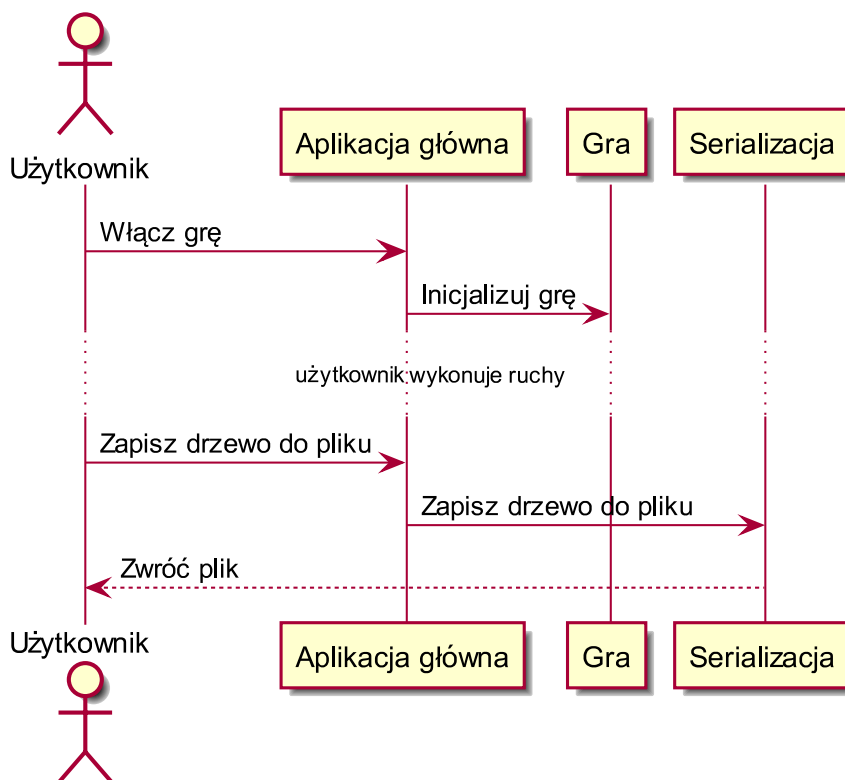 Użytkownik
Aplikacja główna
Gra
Serializacja
Włącz grę
Inicjalizuj grę
użytkownik wykonuje ruchy
Zapisz drzewo do pliku
Zapisz drzewo do pliku
Zwróć plik
Użytkownik
Aplikacja główna
Gra
Serializacja